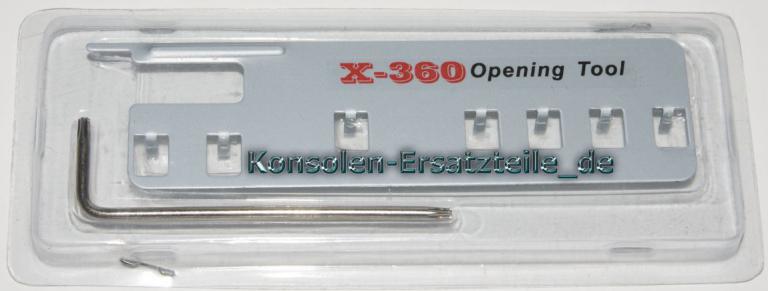 X-360 Opening Tool
Konsolen-Ersatzteile_de